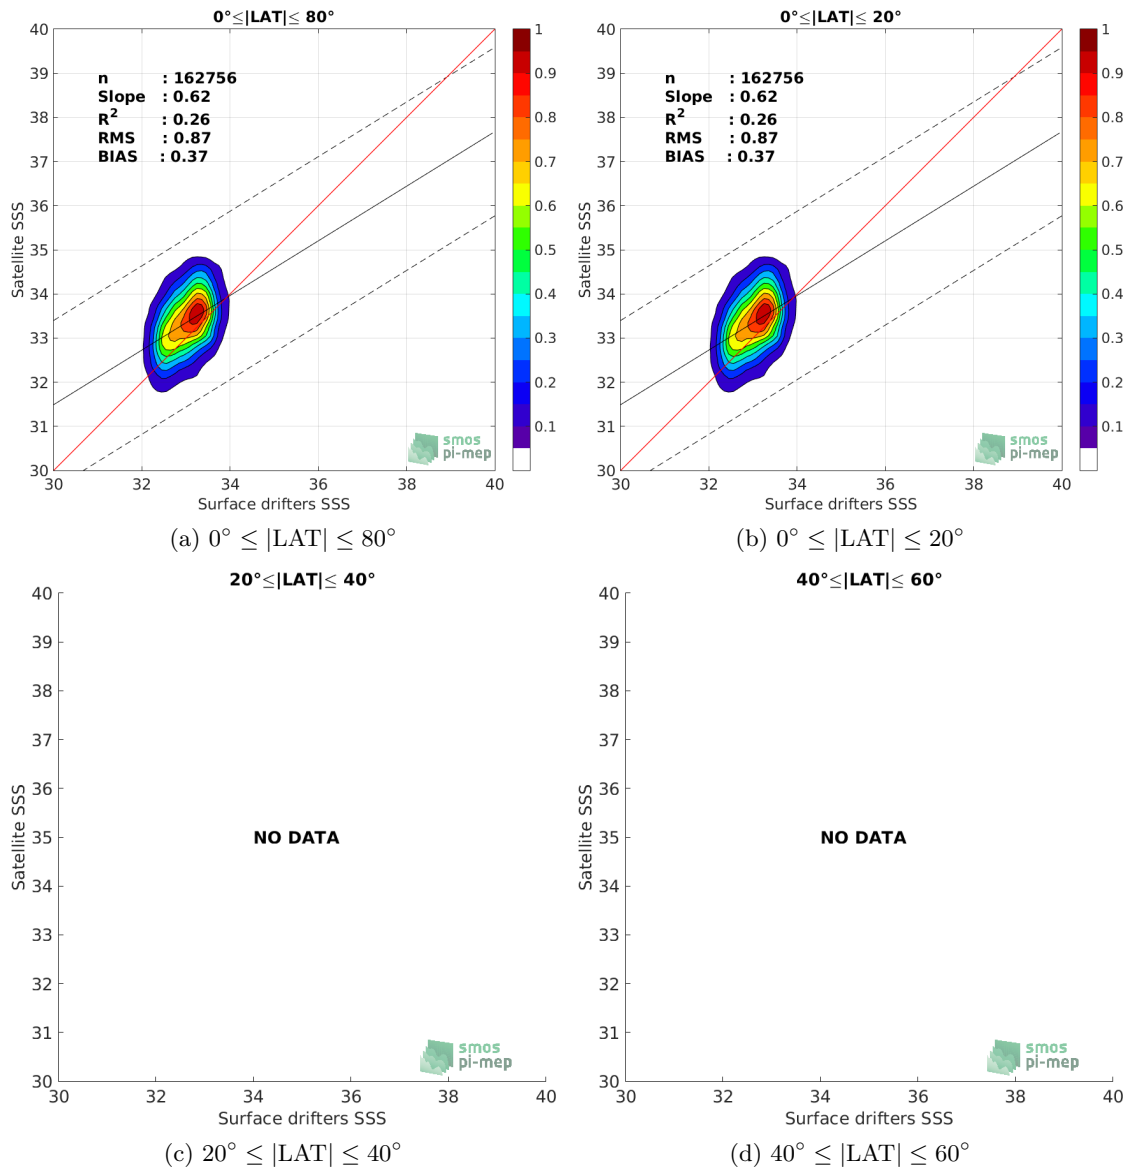 0°≤|LAT|≤ 80°
40
39
38
37
36
35
34
33
32
31
30
Satellite SSS
n : 162756
Slope : 0.62
R2 : 0.26
RMS : 0.87
BIAS : 0.37
smos
pi-mep
30 32 34 36 38 40
Surface drifters SSS
1
0.9
0.8
0.7
0.6
0.5
0.4
0.3
0.2
0.1
(a) 0° ≤ |LAT| ≤ 80°
0°≤|LAT|≤ 20°
40
39
38
37
36
35
34
33
32
31
30
Satellite SSS
n : 162756
Slope : 0.62
R2 : 0.26
RMS : 0.87
BIAS : 0.37
smos
pi-mep
30 32 34 36 38 40
Surface drifters SSS
1
0.9
0.8
0.7
0.6
0.5
0.4
0.3
0.2
0.1
(b) 0° ≤ |LAT| ≤ 20°
20°≤|LAT|≤ 40°
40
39
38
37
36
35
34
33
32
31
30
Satellite SSS
NO DATA
smos
pi-mep
30 32 34 36 38 40
Surface drifters SSS
(c) 20° ≤ |LAT| ≤ 40°
40°≤|LAT|≤ 60°
40
39
38
37
36
35
34
33
32
31
30
Satellite SSS
NO DATA
smos
pi-mep
30 32 34 36 38 40
Surface drifters SSS
(d) 40° ≤ |LAT| ≤ 60°